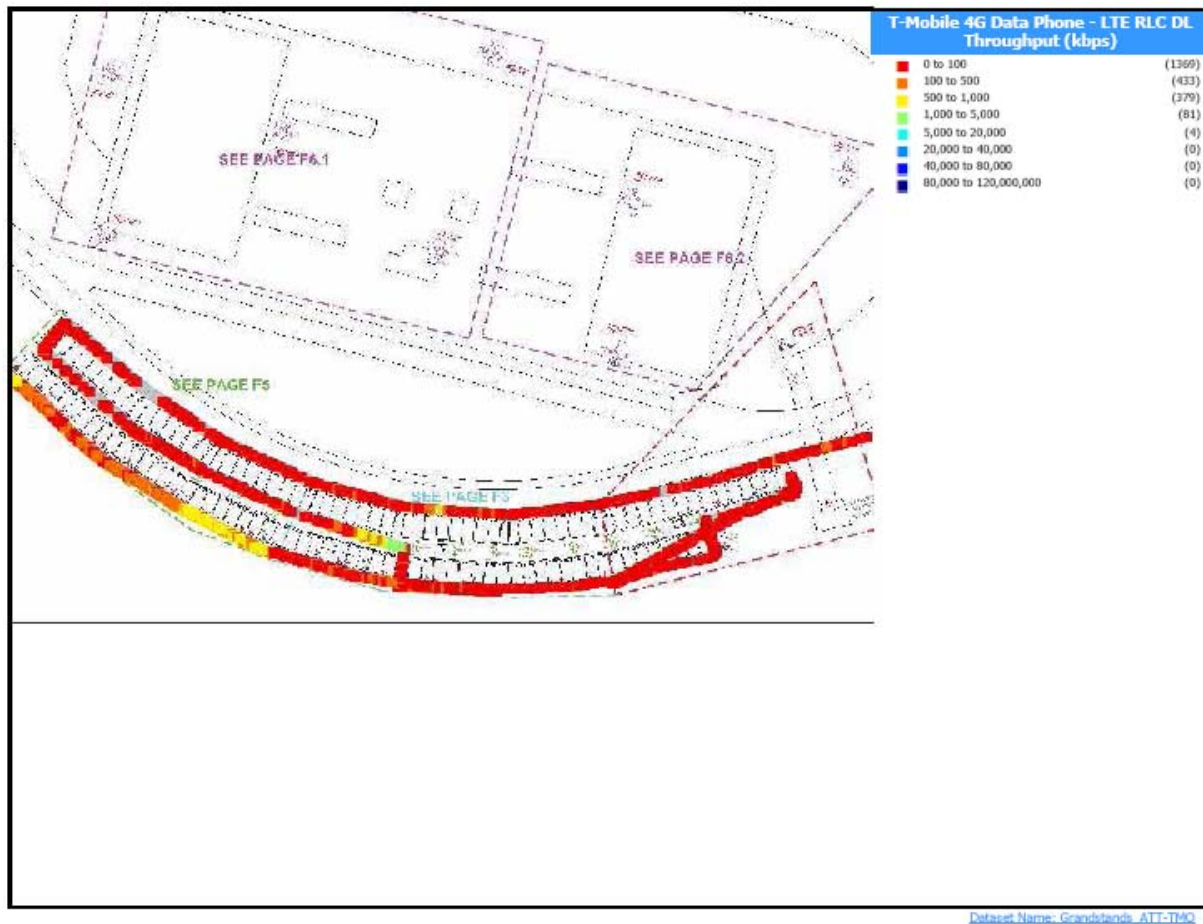 T-Mobile 4G Data Phone - LTE RLC DL
Throughput (kbps)
0 to 100 (1369)
100 to 500 (433)
500 to 1,000 (379)
1,000 to 5,000 (81)
5,000 to 20,000 (4)
20,000 to 40,000 (0)
40,000 to 80,000 (0)
80,000 to 120,000,000 (0)
SEE PAGE F6.1
SEE PAGE F6.2
SEE PAGE F5
SEE PAGE F3
Dataset Name: Grandstands_ATT-TMO